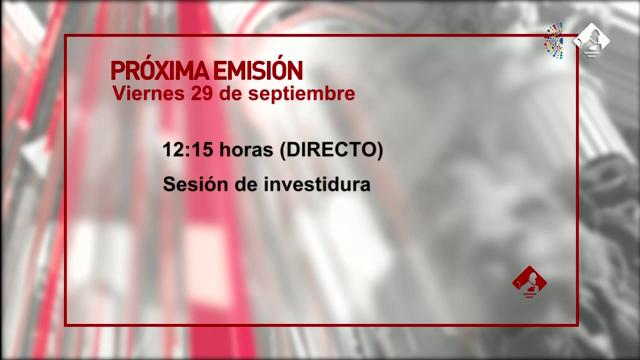 PRÓXIMA EMISIÓN
Viernes 29 de septiembre
12:15 horas (DIRECTO)
Sesión de investidura